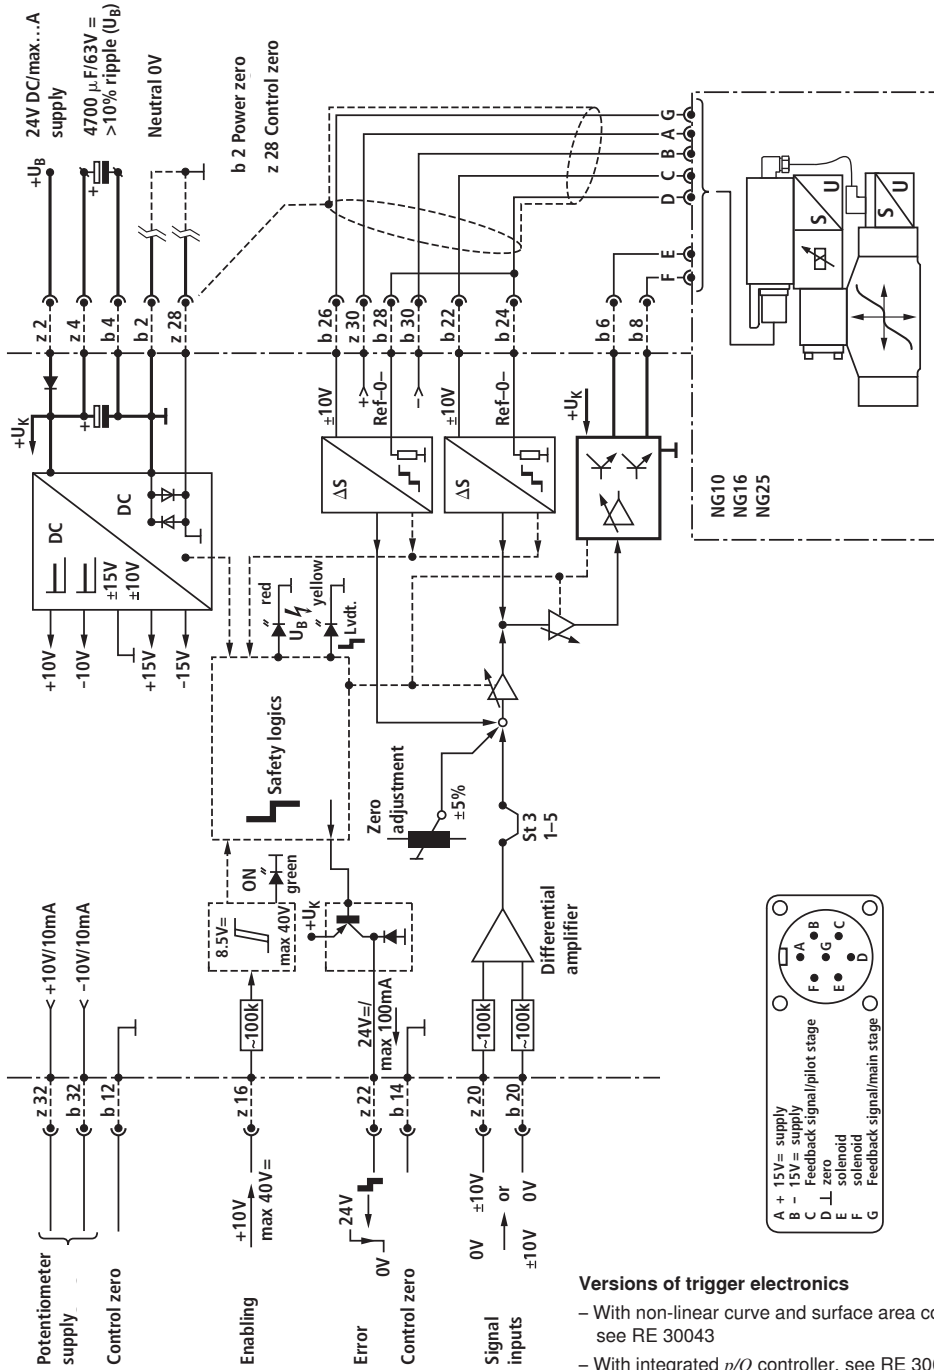 24V DC/max…A
supply
4700 µF/63V =
>10% ripple (UB)
Neutral 0V
b 2 Power zero
z 28 Control zero
+UB
+
z 2
z 4
b 4
b 2
z 28
b 26
z 30
b 28
b 30
b 22
b 24
b 6
b 8
G
A
B
C
D
E
F
S
U
S
U
NG10
NG16
NG25
+UK
+
DC
DC
±15V
±10V
+10V
–10V
+15V
–15V
±10V
+
Ref–0–
–
±10V
Ref–0–
+UK
ΔS
ΔS
red
UB
yellow
Lvdt.
Safety logics
Zero
adjustment
±5%
St 3
1–5
ON
green
8.5V=
max 40V
+UK
Differential
amplifier
+10V/10mA
–10V/10mA
~100k
24V=/
max 100mA
~100k
~100k
z 32
b 32
b 12
z 16
z 22
b 14
z 20
b 20
+10V
max 40V=
24V
0V
0V
±10V
or
±10V
0V
Potentiometer
supply
Control zero
Enabling
Error
Control zero
Signal
inputs
A + 15V= supply
B – 15V= supply
C Feedback signal/pilot stage
D ⊥ zero
E solenoid
F solenoid
G Feedback signal/main stage
F
A
B
G
E
D
C
Versions of trigger electronics
– With non-linear curve and surface area co
see RE 30043
– With integrated p/Q controller, see RE 300